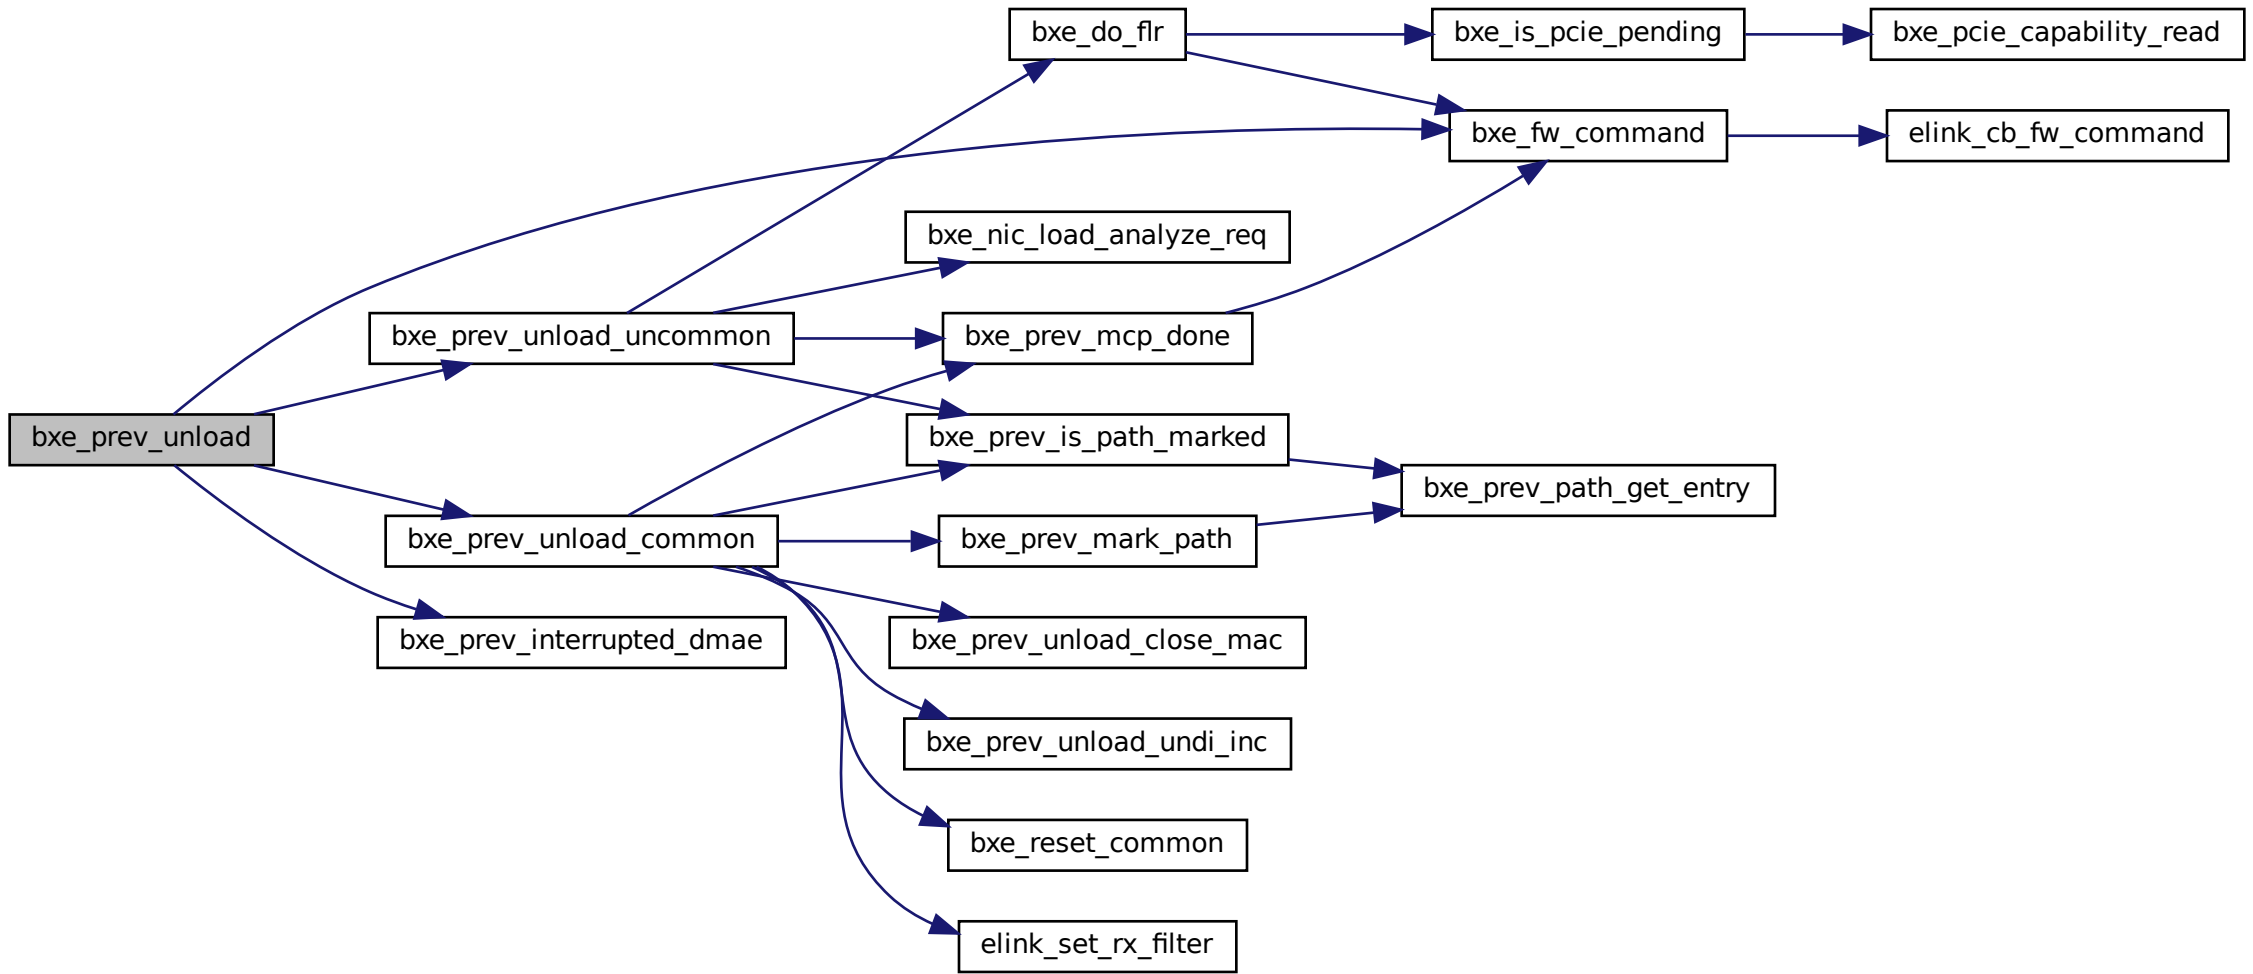 bxe_do_flr
bxe_is_pcie_pending
bxe_pcie_capability_read
bxe_fw_command
elink_cb_fw_command
bxe_nic_load_analyze_req
bxe_prev_unload_uncommon
bxe_prev_mcp_done
bxe_prev_unload
bxe_prev_is_path_marked
bxe_prev_path_get_entry
bxe_prev_unload_common
bxe_prev_mark_path
bxe_prev_interrupted_dmae
bxe_prev_unload_close_mac
bxe_prev_unload_undi_inc
bxe_reset_common
elink_set_rx_filter